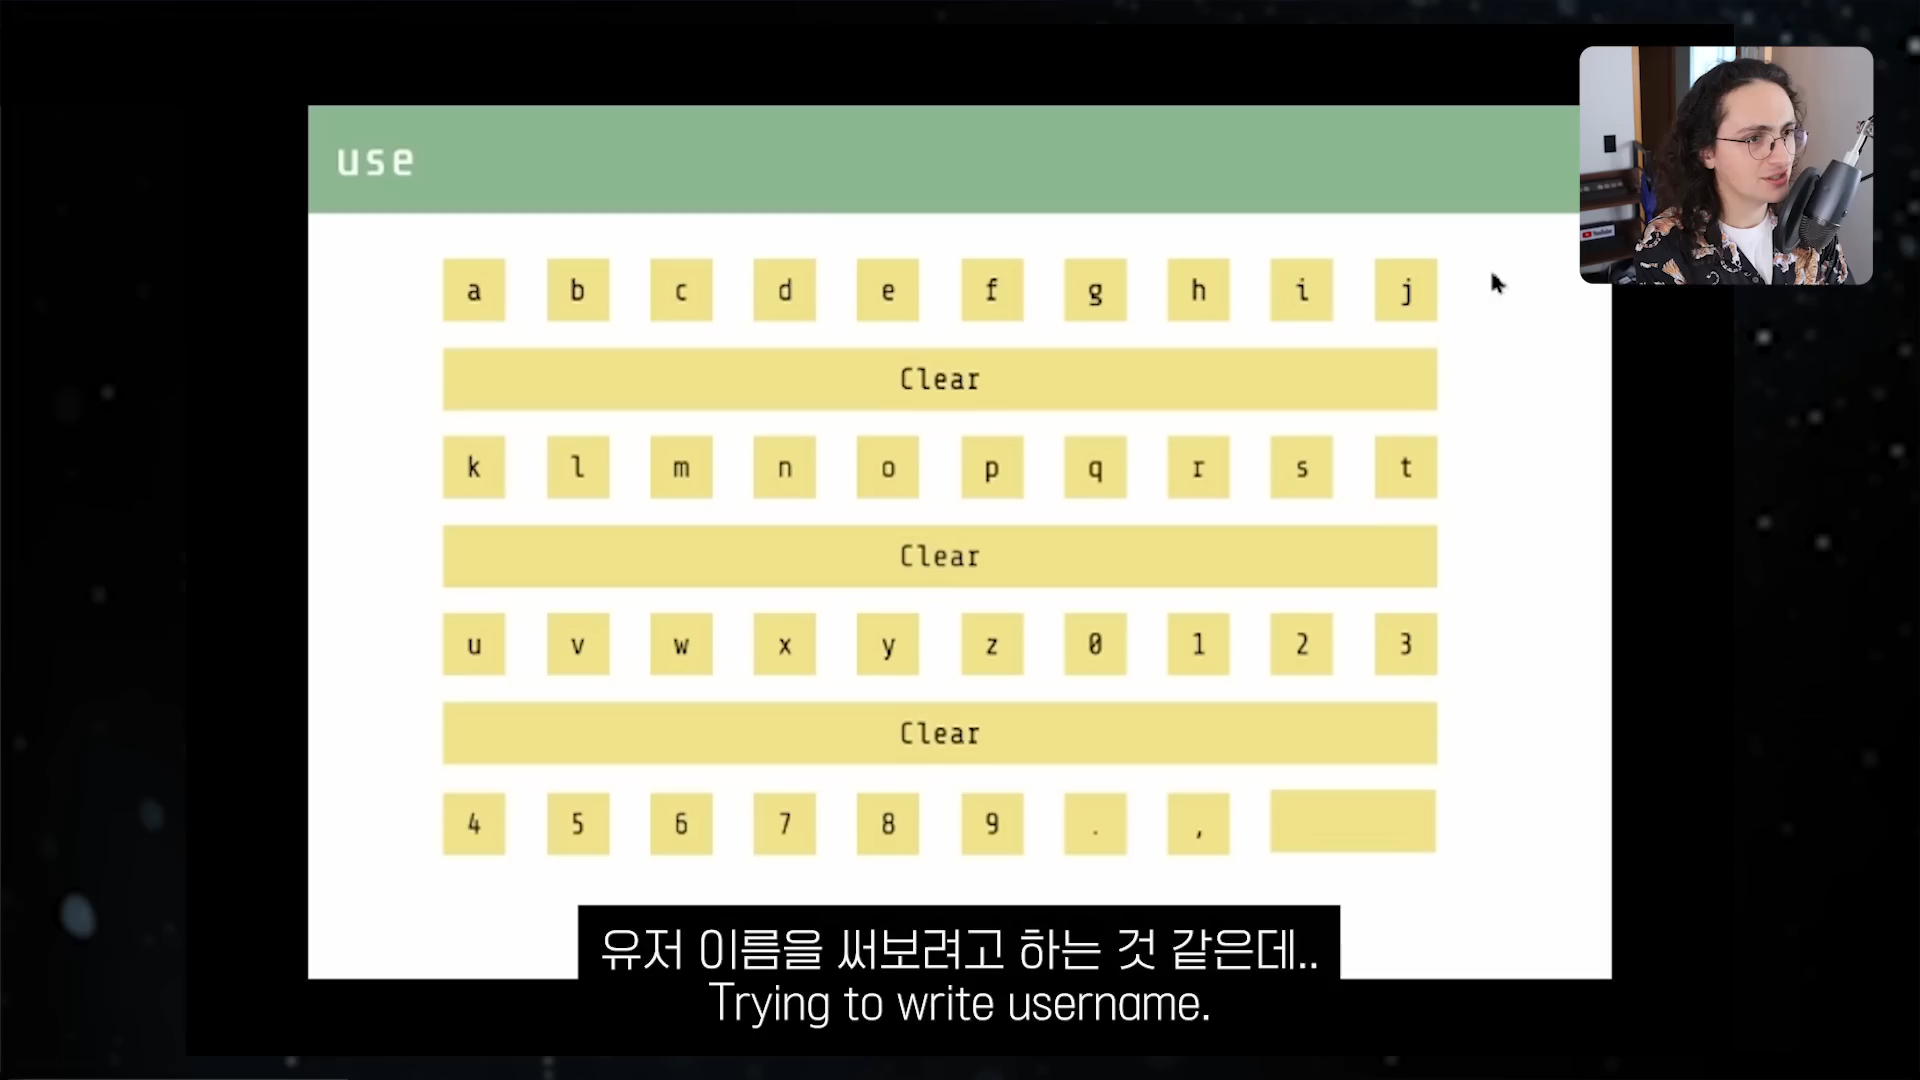 use
a b c d e f g h i j
Clear
k l m n o p q r s t
Clear
u v w x y z 0 1 2 3
Clear
4 5 6 7 8 9 . ,
YouTube
유저 이름을 써보려고 하는 것 같은데..
Trying to write username.